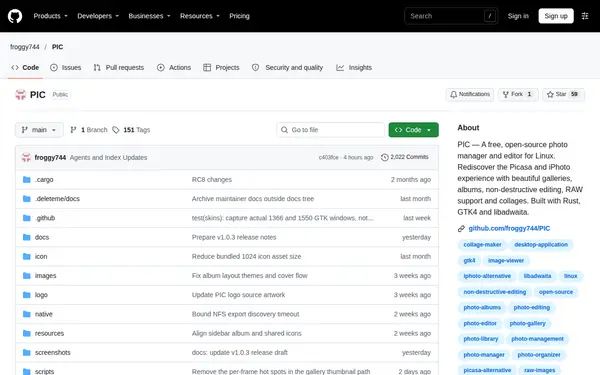 Products Developers Businesses Resources Pricing Search / Sign in Sign up
froggy744 / PIC
Code Issues Pull requests Actions Projects Security and quality Insights
PIC Public Notifications Fork 1 Star 59
main 1 Branch 151 Tags Go to file Code
froggy744 Agents and Index Updates c403fce · 4 hours ago 2,022 Commits
.cargo RC8 changes 2 months ago
.deleteme/docs Archive maintainer docs outside docs tree last month
.github test(skins): capture actual 1366 and 1550 GTK windows, not... last week
docs Prepare v1.0.3 release notes yesterday
icon Reduce bundled 1024 icon asset size last month
images Fix album layout themes and cover flow 3 weeks ago
logo Update PIC logo source artwork 3 weeks ago
native Bound NFS export discovery timeout 2 weeks ago
resources Align sidebar album and shared icons 2 weeks ago
screenshots docs: update v1.0.3 release draft yesterday
scripts Remove the per-frame hot spots in the gallery thumbnail path 2 days ago
About
PIC — A free, open-source photo
manager and editor for Linux.
Rediscover the Picasa and iPhoto
experience with beautiful galleries,
albums, non-destructive editing, RAW
support and collages. Built with Rust,
GTK4 and libadwaita.
github.com/froggy744/PIC
collage-maker desktop-application
gtk4 image-viewer
iphoto-alternative libadwaita linux
non-destructive-editing open-source
photo-albums photo-editing
photo-editor photo-gallery
photo-library photo-management
photo-manager photo-organizer
picasa-alternative raw-images